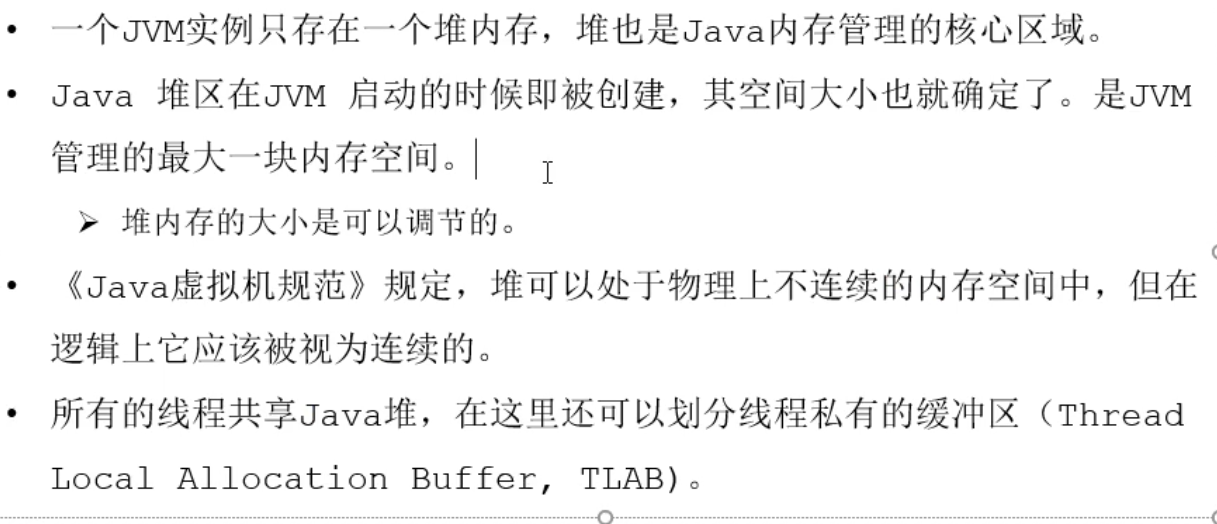 • 一个JVM实例只存在一个堆内存，堆也是Java内存管理的核心区域。
• Java 堆区在JVM 启动的时候即被创建，其空间大小也就确定了。是JVM
管理的最大一块内存空间。
➢ 堆内存的大小是可以调节的。
• 《Java虚拟机规范》规定，堆可以处于物理上不连续的内存空间中，但在
逻辑上它应该被视为连续的。
• 所有的线程共享Java堆，在这里还可以划分线程私有的缓冲区（Thread
Local Allocation Buffer, TLAB)。